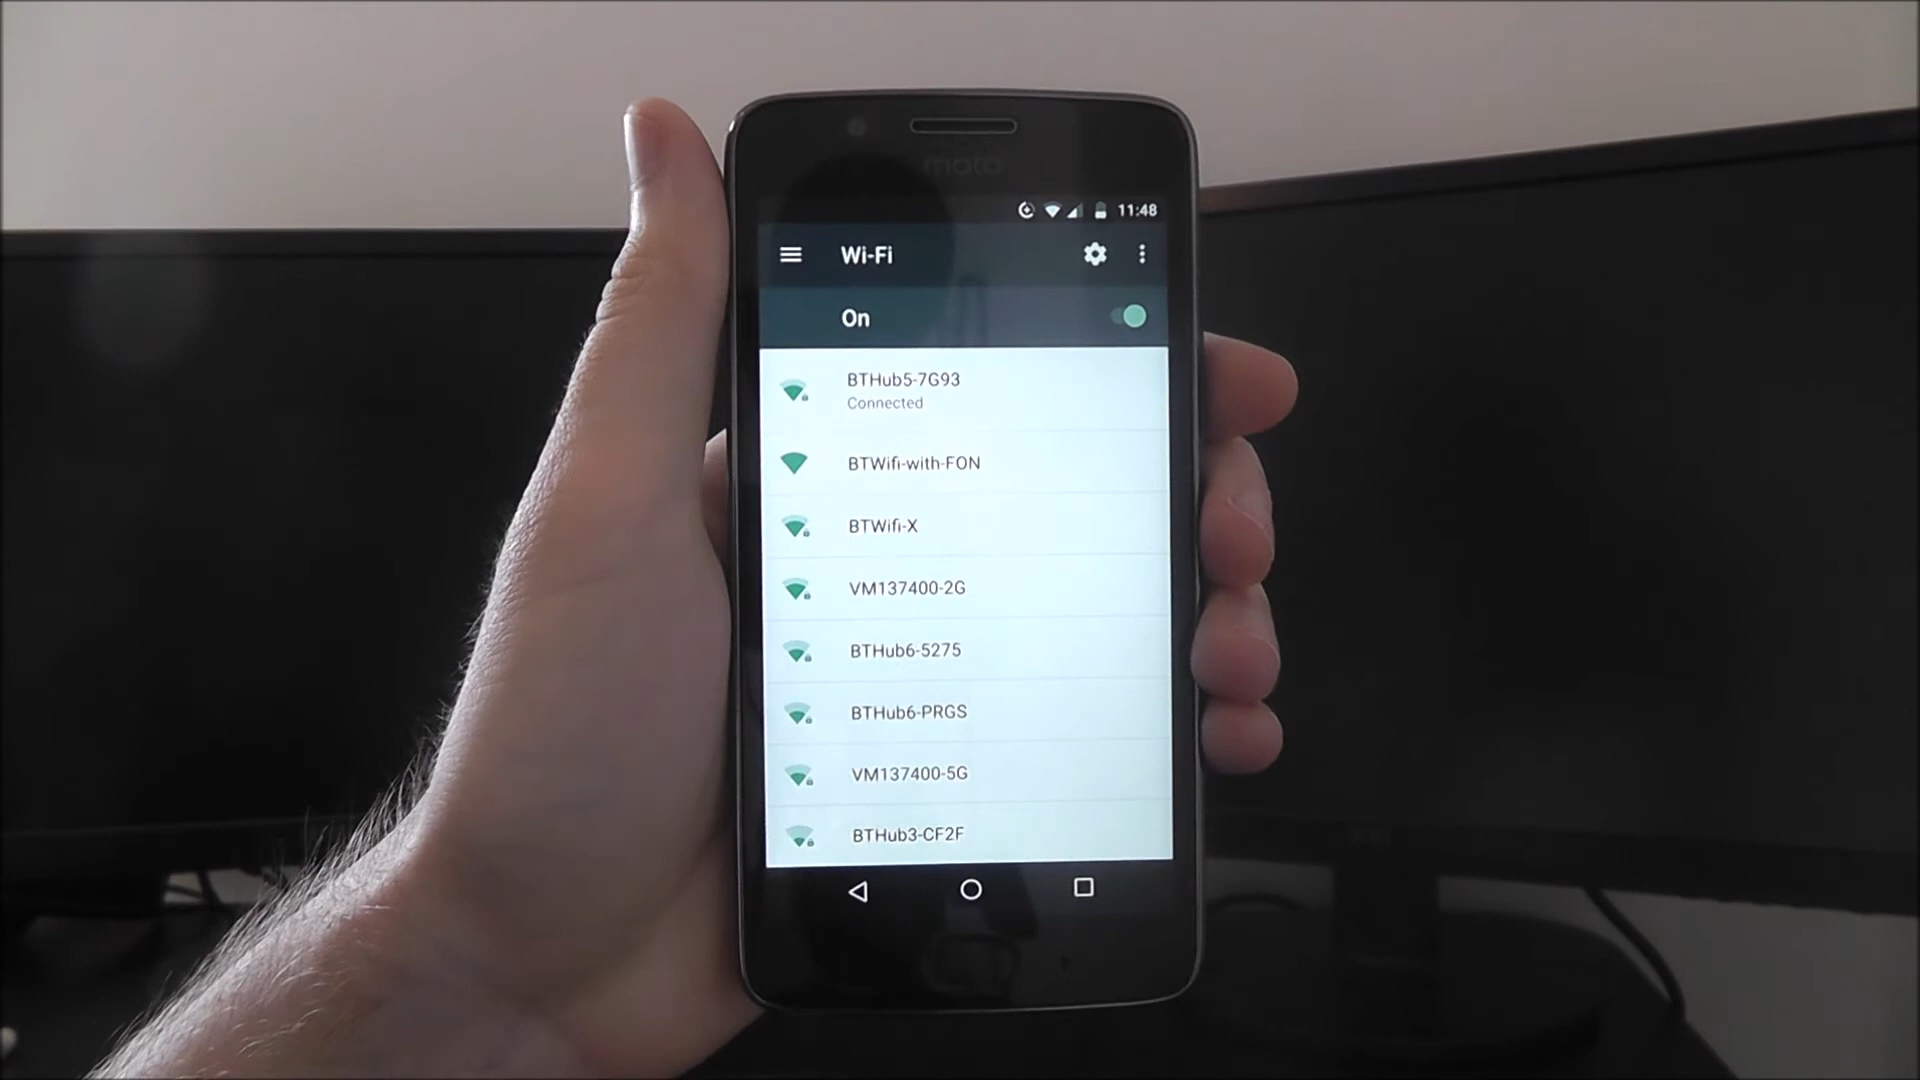 moto
11:48
Wi-Fi
On
BTHub5-7G93
Connected
BTWifi-with-FON
BTWifi-X
VM137400-2G
BTHub6-5275
BTHub6-PRGS
VM137400-5G
BTHub3-CF2F